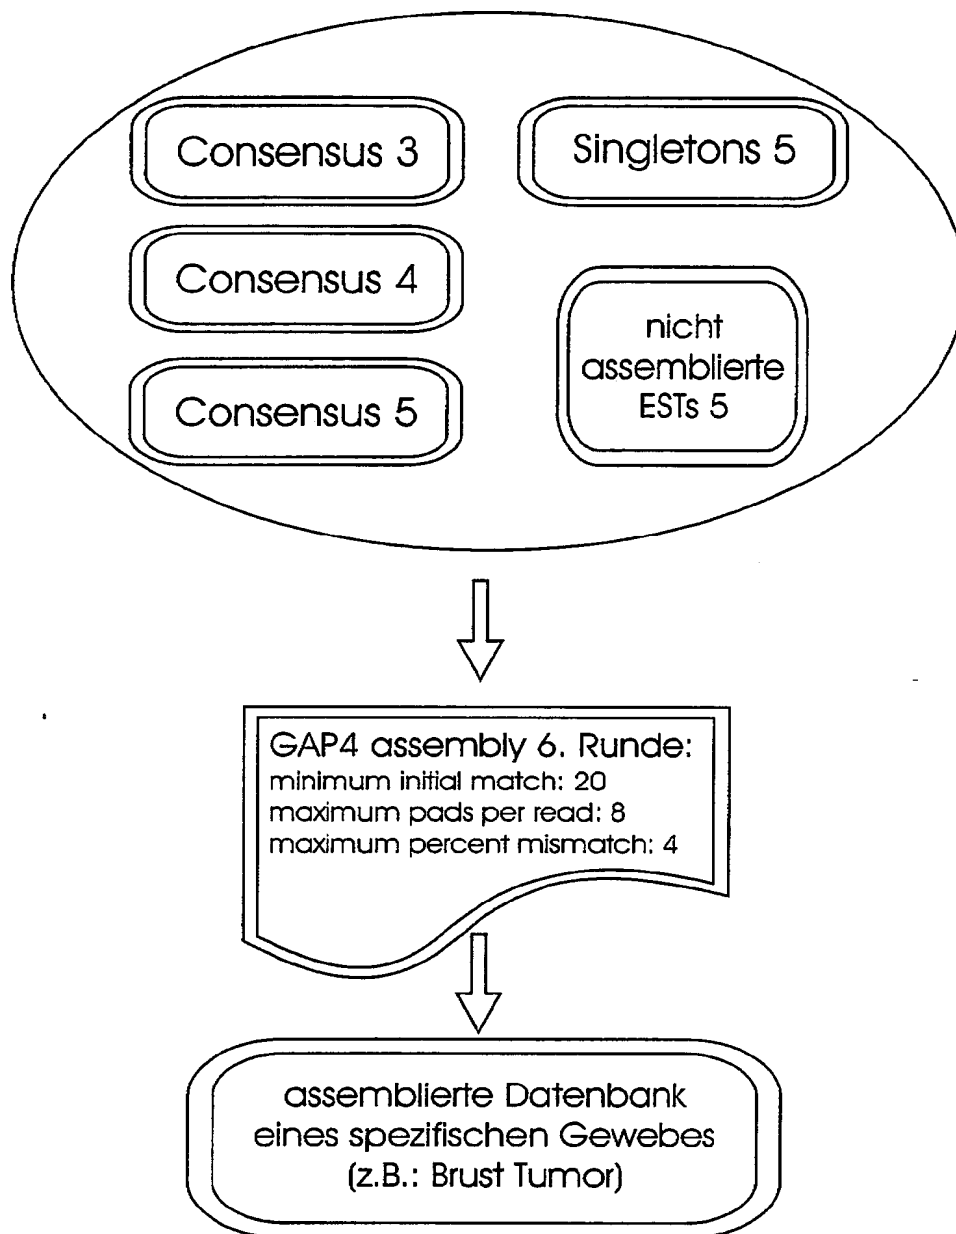 Consensus 3
Singletons 5
Consensus 4
nicht
assemblierte
ESTs 5
Consensus 5
GAP4 assembly 6. Runde:
minimum initial match: 20
maximum pads per read: 8
maximum percent mismatch: 4
assemblierte Datenbank
eines spezifischen Gewebes
(z.B.: Brust Tumor)